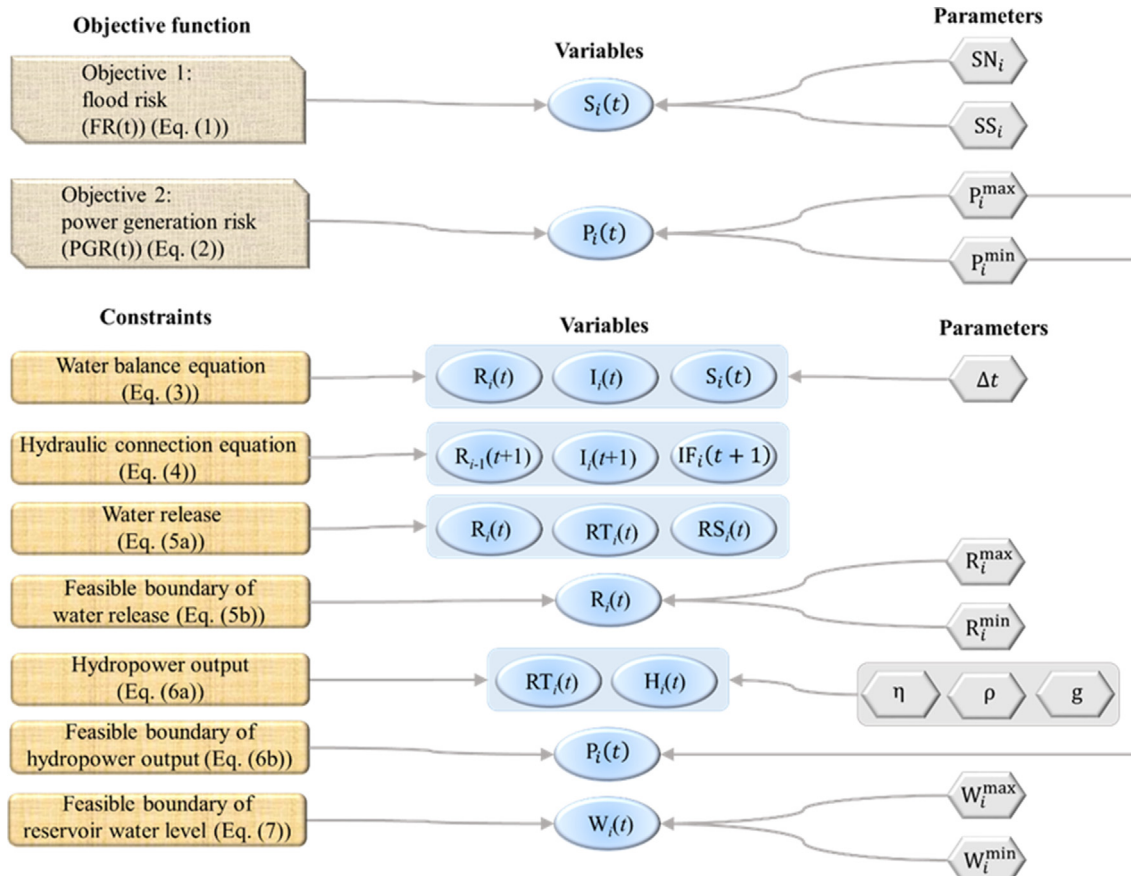 Objective function
Variables
Parameters
Objective 1:
flood risk
(FR(t)) (Eq. (1))
S_i(t)
SN_i
SS_i
Objective 2:
power generation risk
(PGR(t)) (Eq. (2))
P_i(t)
P_i^max
P_i^min
Constraints
Variables
Parameters
Water balance equation
(Eq. (3))
R_i(t) I_i(t) S_i(t)
Δt
Hydraulic connection equation
(Eq. (4))
R_{i-1}(t+1) I_i(t+1) IF_i(t + 1)
Water release
(Eq. (5a))
R_i(t) RT_i(t) RS_i(t)
Feasible boundary of
water release (Eq. (5b))
R_i(t)
R_i^max
R_i^min
Hydropower output
(Eq. (6a))
RT_i(t) H_i(t)
η ρ g
Feasible boundary of
hydropower output (Eq. (6b))
P_i(t)
Feasible boundary of
reservoir water level (Eq. (7))
W_i(t)
W_i^max
W_i^min